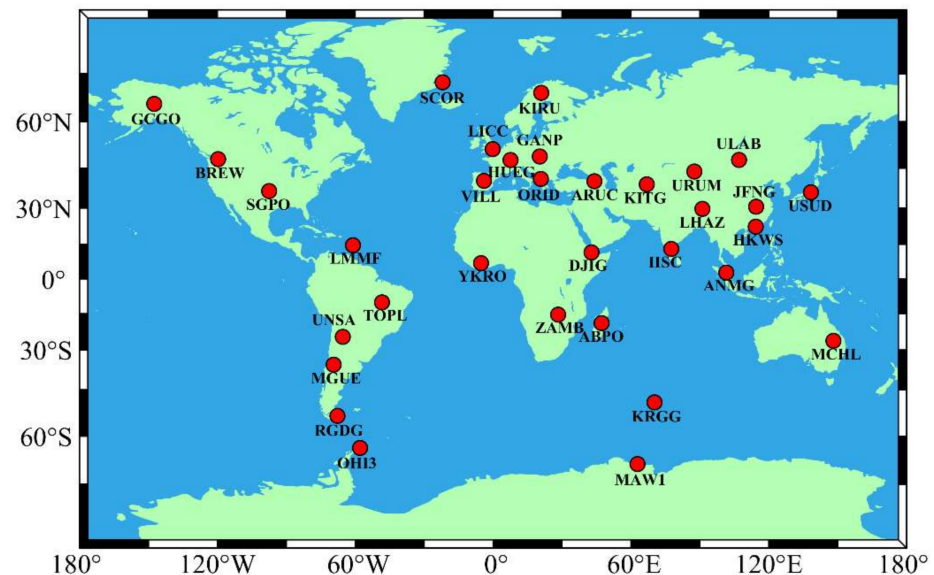 SCOR
KIRU
GCGO
60°N
LICC
GANP
BREW
HUEG
ULAB
SGPO
VILL
ORID
ARUC
KITG
URUM
JFNG
USUD
30°N
LHAZ
HKWS
LMMF
YKRO
DJIG
IISC
ANMG
0°
TOPL
UNSA
ZAMB
ABPO
30°S
MCHL
MGUE
KRGG
RGDG
60°S
OHI3
MAW1
180°
120°W
60°W
0°
60°E
120°E
180°